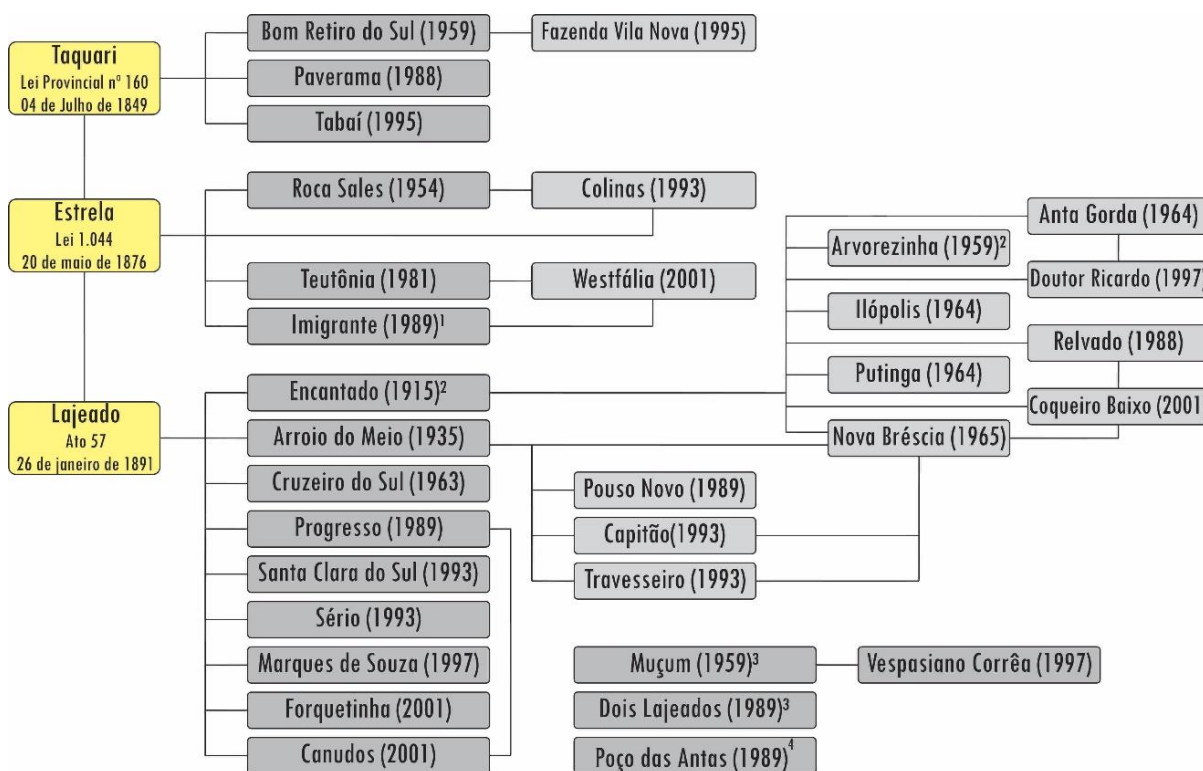 Taquari
Lei Provincial nº 160
04 de Julho de 1849
Bom Retiro do Sul (1959)
Fazenda Vila Nova (1995)
Paverama (1988)
Tabaí (1995)
Estrela
Lei 1.044
20 de maio de 1876
Roca Sales (1954)
Colinas (1993)
Teutônia (1981)
Westfália (2001)
Imigrante (1989)¹
Anta Gorda (1964)
Arvorezinha (1959)²
Doutor Ricardo (1997)
Ilópolis (1964)
Relvado (1988)
Putinga (1964)
Coqueiro Baixo (2001
Nova Bréscia (1965)
Lajeado
Ato 57
26 de janeiro de 1891
Encantado (1915)²
Arroio do Meio (1935)
Cruzeiro do Sul (1963)
Progresso (1989)
Santa Clara do Sul (1993)
Sério (1993)
Marques de Souza (1997)
Forquetinha (2001)
Canudos (2001)
Pouso Novo (1989)
Capitão(1993)
Travesseiro (1993)
Muçum (1959)³
Vespasiano Corrêa (1997)
Dois Lajeados (1989)³
Poço das Antas (1989)⁴